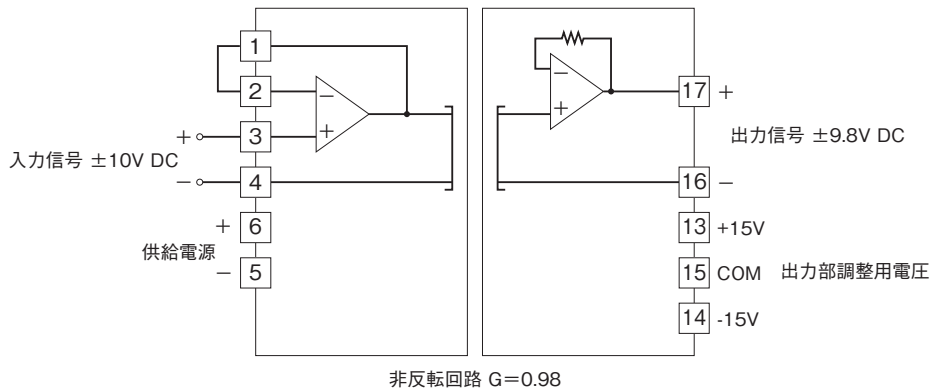 1
2
−
+
3
+
入力信号 ±10V DC
−
4
+
6
供給電源
−
5
−
+
17
+
出力信号 ±9.8V DC
16
−
13
+15V
15
COM
出力部調整用電圧
14
-15V
非反転回路 G=0.98